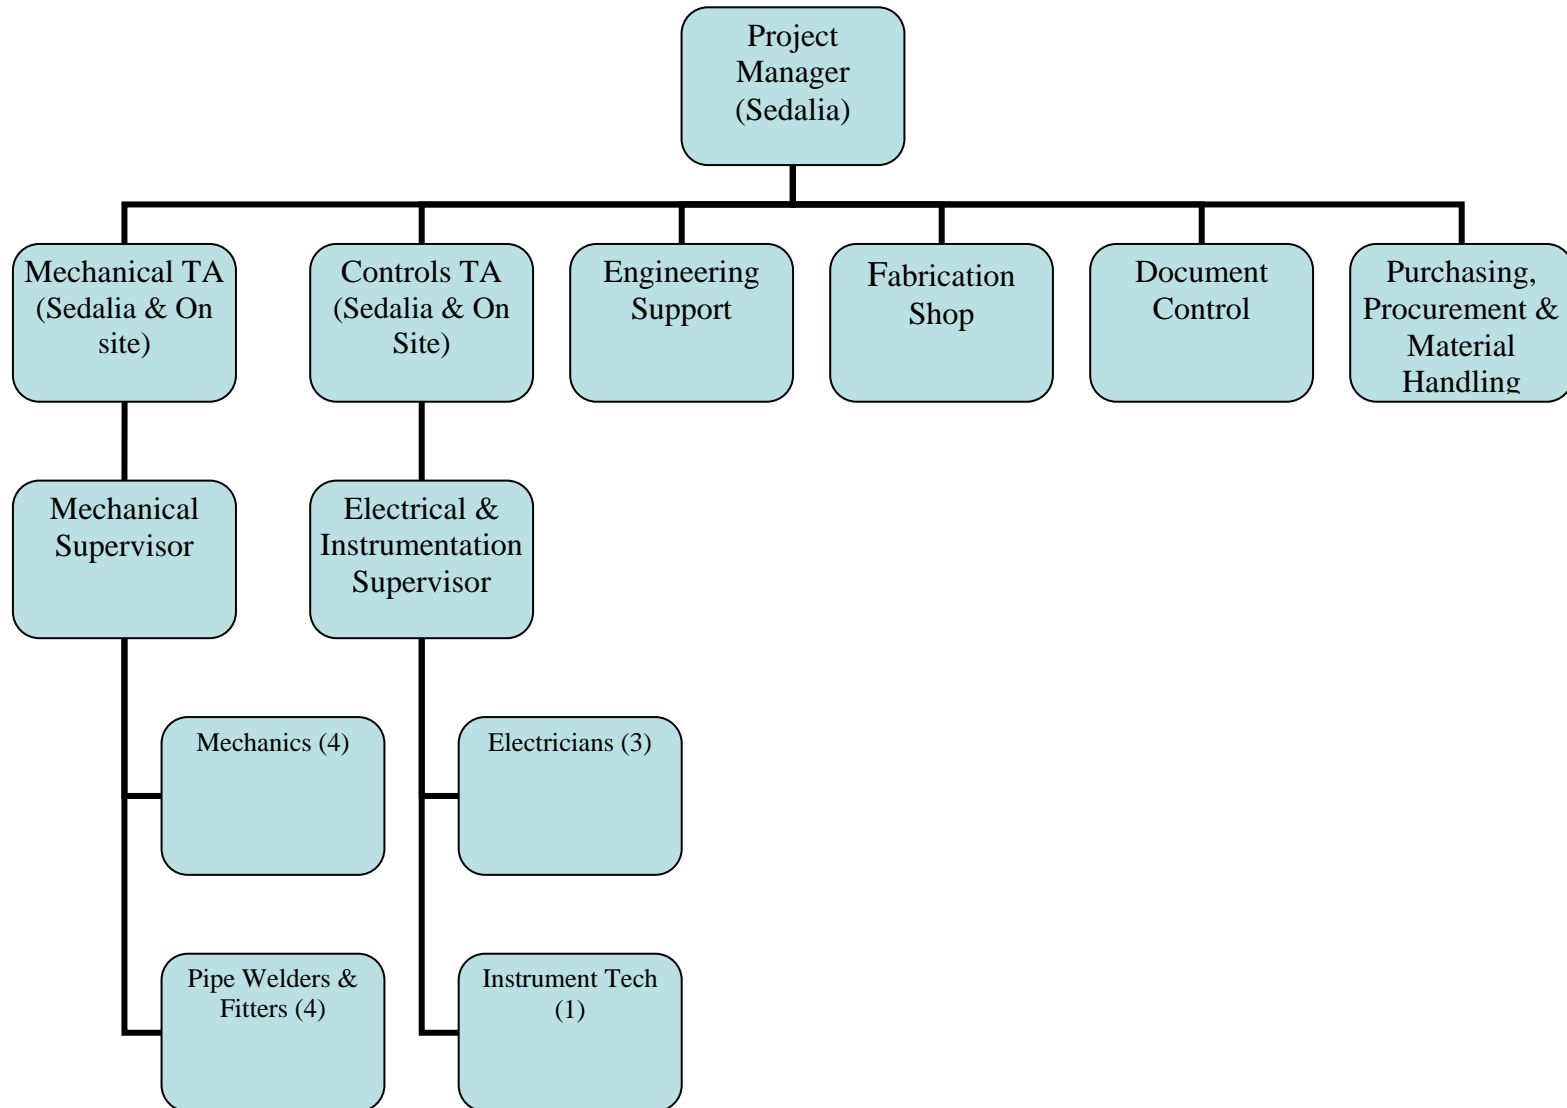 Project
Manager
(Sedalia)
Mechanical TA
(Sedalia & On
site)
Controls TA
(Sedalia & On
Site)
Engineering
Support
Fabrication
Shop
Document
Control
Purchasing,
Procurement &
Material
Handling
Mechanical
Supervisor
Electrical &
Instrumentation
Supervisor
Mechanics (4)
Electricians (3)
Pipe Welders &
Fitters (4)
Instrument Tech
(1)